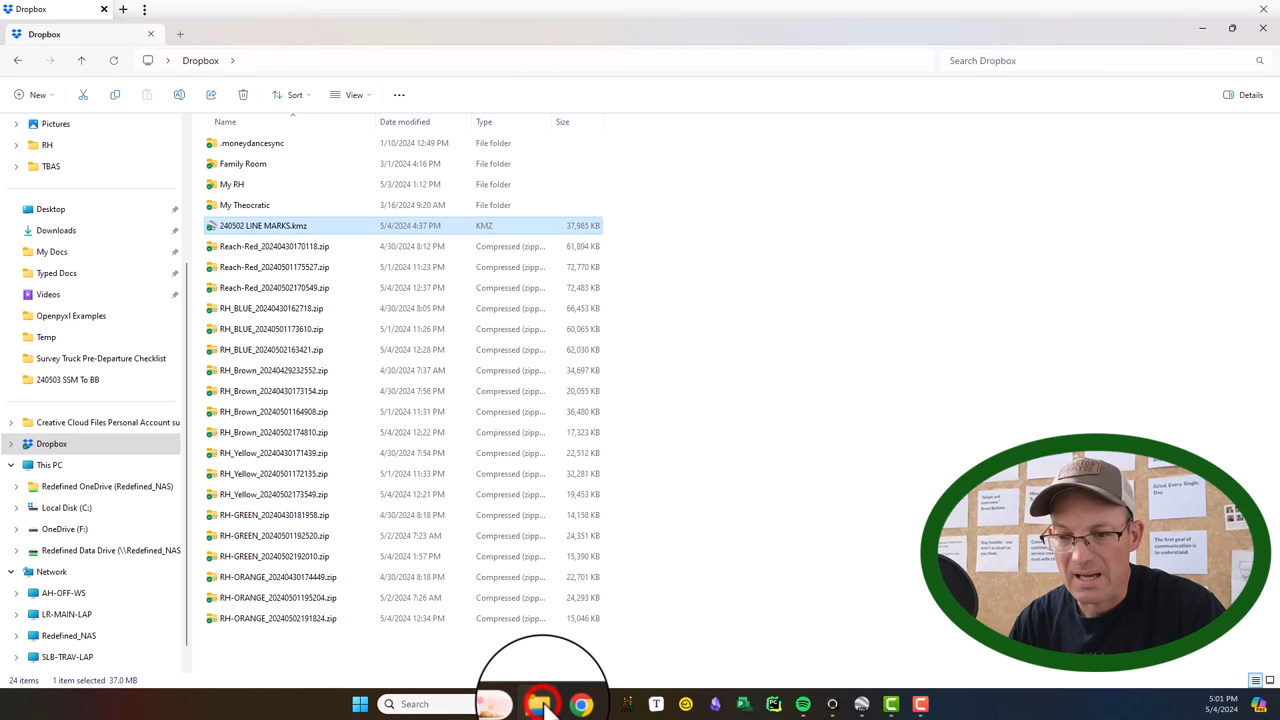 Dropbox
Dropbox
Dropbox
Search Dropbox
New
Sort
View
Details
Name Date modified Type Size
Pictures
RH
TBAS
Desktop
Downloads
My Docs
Typed Docs
Videos
Openpyxl Examples
Temp
Survey Truck Pre-Departure Checklist
240503 SSM To BB
Creative Cloud Files Personal Account su
Dropbox
This PC
Redefined OneDrive (Redefined_NAS)
Local Disk (C:)
OneDrive (F:)
Redefined Data Drive (\\Redefined_NAS
Network
AH-OFF-WS
LR-MAIN-LAP
Redefined_NAS
SLB-TRAV-LAP
.moneydancesync 1/10/2024 12:49 PM File folder
Family Room 3/1/2024 4:16 PM File folder
My RH 5/3/2024 1:12 PM File folder
My Theocratic 3/16/2024 9:20 AM File folder
240502 LINE MARKS.kmz 5/4/2024 4:37 PM KMZ 37,985 KB
Reach-Red_20240430170118.zip 4/30/2024 8:12 PM Compressed (zipp... 61,894 KB
Reach-Red_20240501175527.zip 5/1/2024 11:23 PM Compressed (zipp... 72,770 KB
Reach-Red_20240502170549.zip 5/4/2024 12:37 PM Compressed (zipp... 72,483 KB
RH_BLUE_20240430162718.zip 4/30/2024 8:05 PM Compressed (zipp... 66,453 KB
RH_BLUE_20240501173610.zip 5/1/2024 11:26 PM Compressed (zipp... 60,065 KB
RH_BLUE_20240502163421.zip 5/4/2024 12:28 PM Compressed (zipp... 62,030 KB
RH_Brown_20240429232552.zip 4/30/2024 7:37 AM Compressed (zipp... 34,697 KB
RH_Brown_20240430173154.zip 4/30/2024 7:56 PM Compressed (zipp... 20,055 KB
RH_Brown_20240501164908.zip 5/1/2024 11:31 PM Compressed (zipp... 36,480 KB
RH_Brown_20240502174810.zip 5/4/2024 12:22 PM Compressed (zipp... 17,323 KB
RH_Yellow_20240430171439.zip 4/30/2024 7:54 PM Compressed (zipp... 22,512 KB
RH_Yellow_20240501172135.zip 5/1/2024 11:33 PM Compressed (zipp... 32,281 KB
RH_Yellow_20240502173549.zip 5/4/2024 12:21 PM Compressed (zipp... 19,453 KB
RH-GREEN_20240430181958.zip 4/30/2024 8:18 PM Compressed (zipp... 14,158 KB
RH-GREEN_20240501192520.zip 5/2/2024 7:23 AM Compressed (zipp... 24,351 KB
RH-GREEN_20240502192010.zip 5/4/2024 1:57 PM Compressed (zipp... 15,390 KB
RH-ORANGE_20240430174449.zip 4/30/2024 8:18 PM Compressed (zipp... 22,701 KB
RH-ORANGE_20240501195204.zip 5/2/2024 7:26 AM Compressed (zipp... 24,293 KB
RH-ORANGE_20240502191824.zip 5/4/2024 12:34 PM Compressed (zipp... 15,046 KB
Grind. Every. Single. Day.
The first goal of
communication is
to understand.
24 items 1 item selected 37.0 MB
Search
5:01 PM
5/4/2024